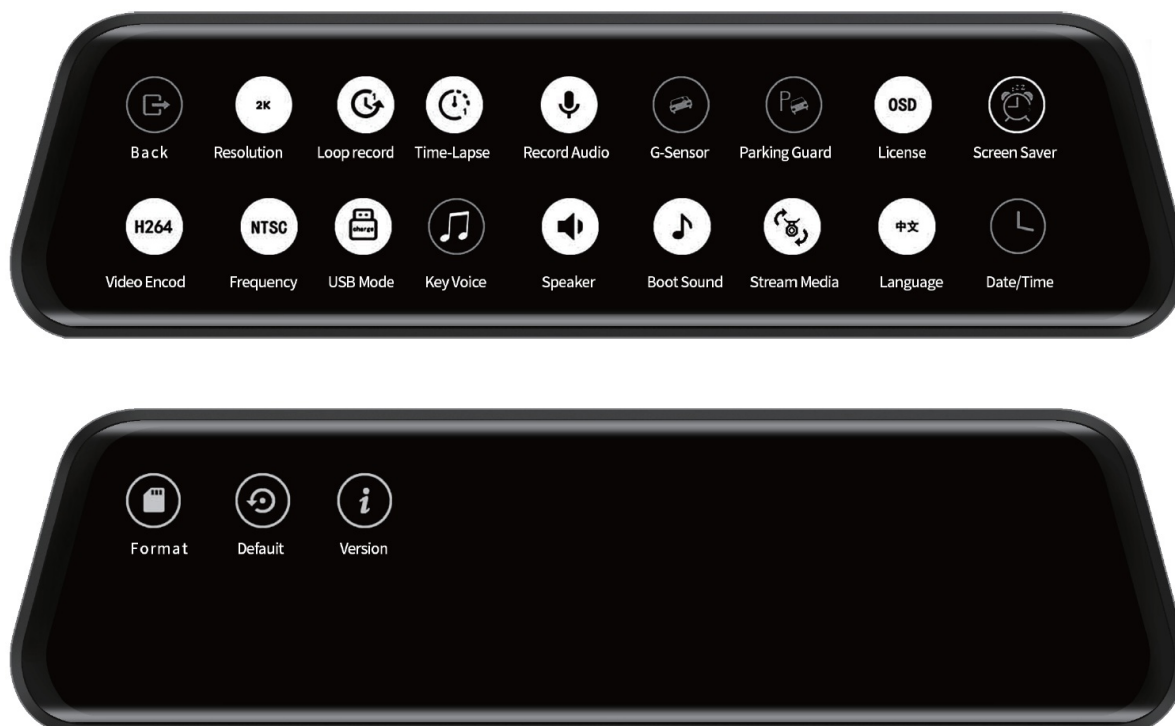 2K
OSD
Back Resolution Loop record Time-Lapse Record Audio G-Sensor Parking Guard License Screen Saver
H264 NTSC charge 中文
Video Encod Frequency USB Mode Key Voice Speaker Boot Sound Stream Media Language Date/Time
Format Defauit Version